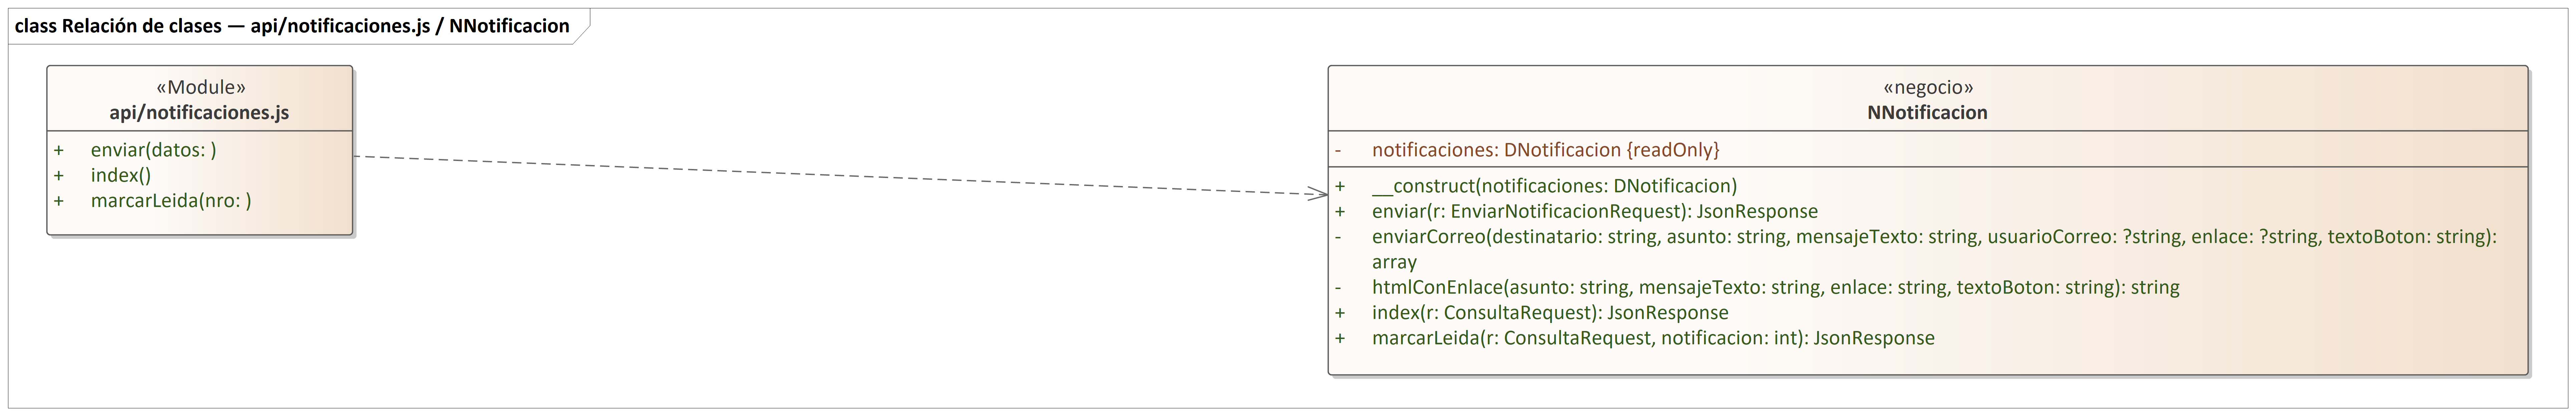 class Relación de clases — api/notificaciones.js / NNotificacion
«Module»
api/notificaciones.js
+ enviar(datos: )
+ index()
+ marcarLeida(nro: )
«negocio»
NNotificacion
- notificaciones: DNotificacion {readOnly}
+ __construct(notificaciones: DNotificacion)
+ enviar(r: EnviarNotificacionRequest): JsonResponse
- enviarCorreo(destinatario: string, asunto: string, mensajeTexto: string, usuarioCorreo: ?string, enlace: ?string, textoBoton: string):
array
- htmlConEnlace(asunto: string, mensajeTexto: string, enlace: string, textoBoton: string): string
+ index(r: ConsultaRequest): JsonResponse
+ marcarLeida(r: ConsultaRequest, notificacion: int): JsonResponse